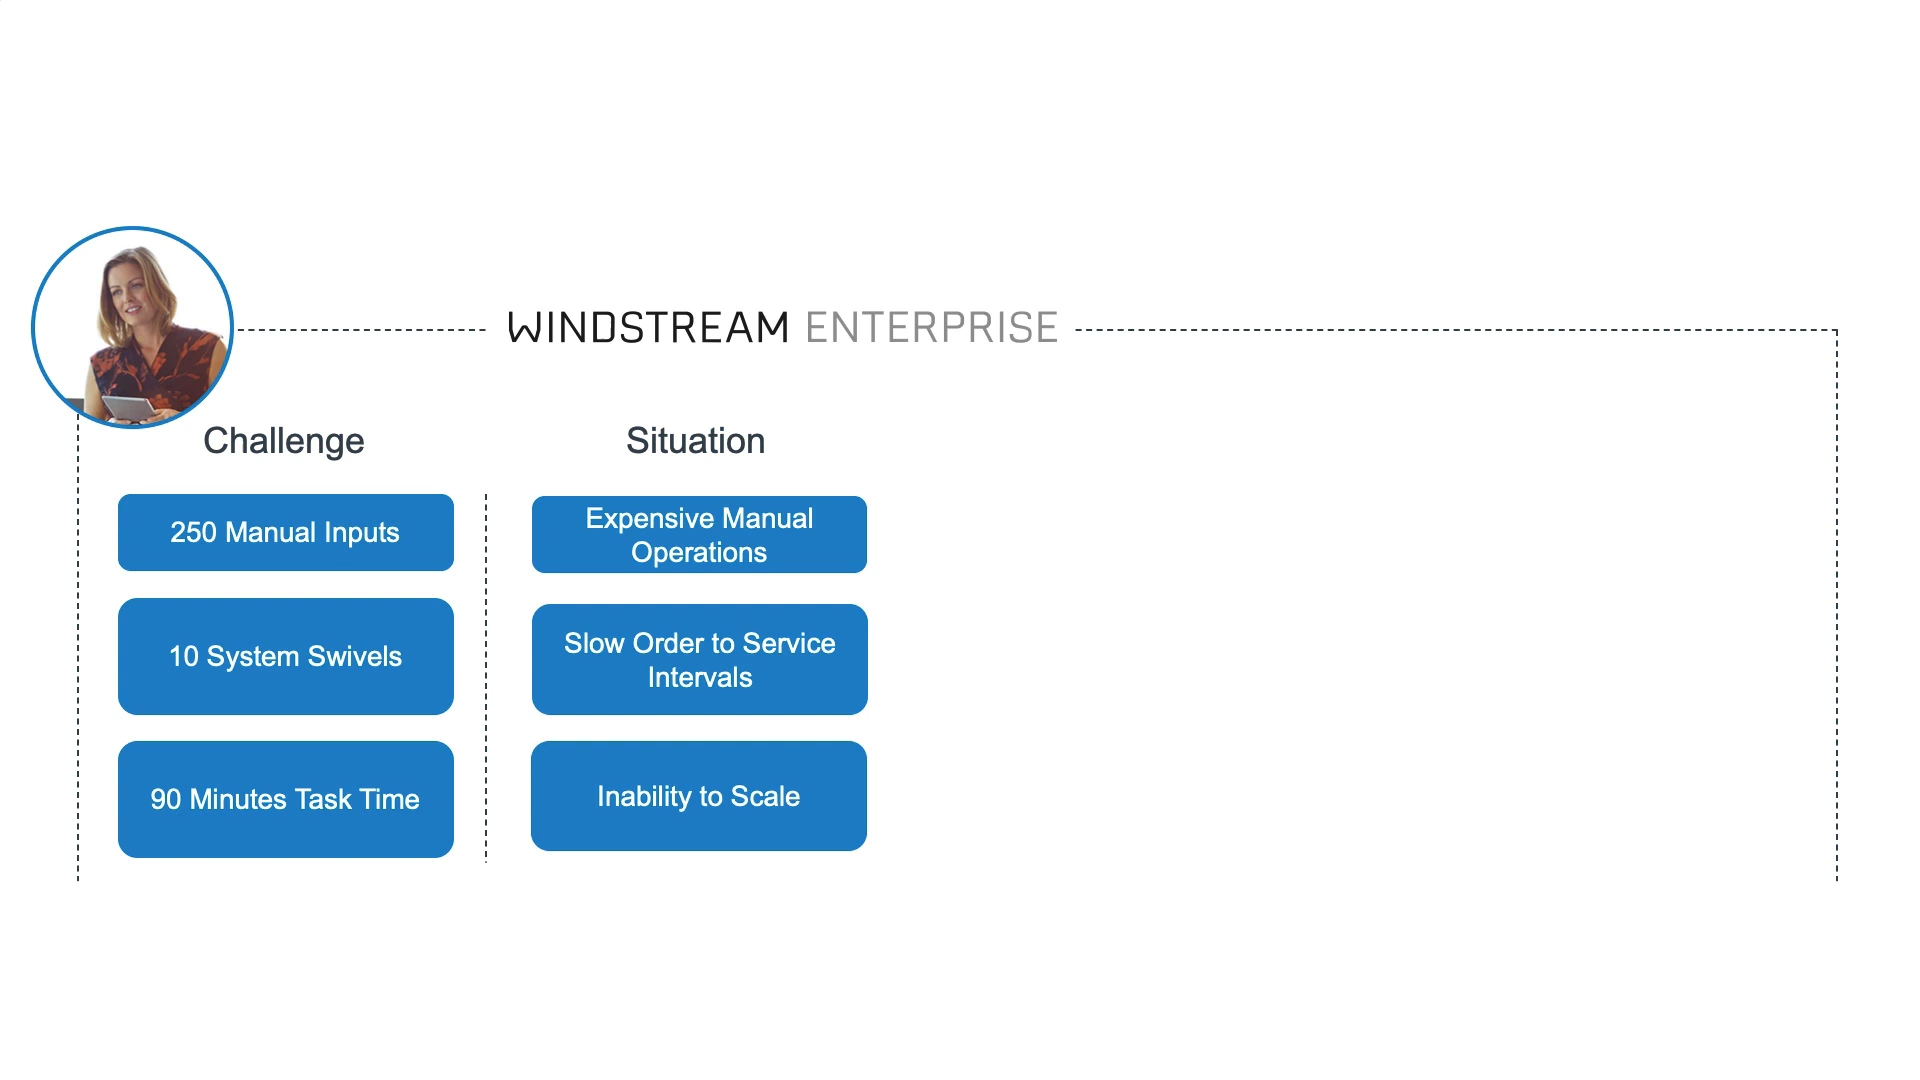 WINDSTREAM ENTERPRISE
Challenge
250 Manual Inputs
10 System Swivels
90 Minutes Task Time
Situation
Expensive Manual
Operations
Slow Order to Service
Intervals
Inability to Scale